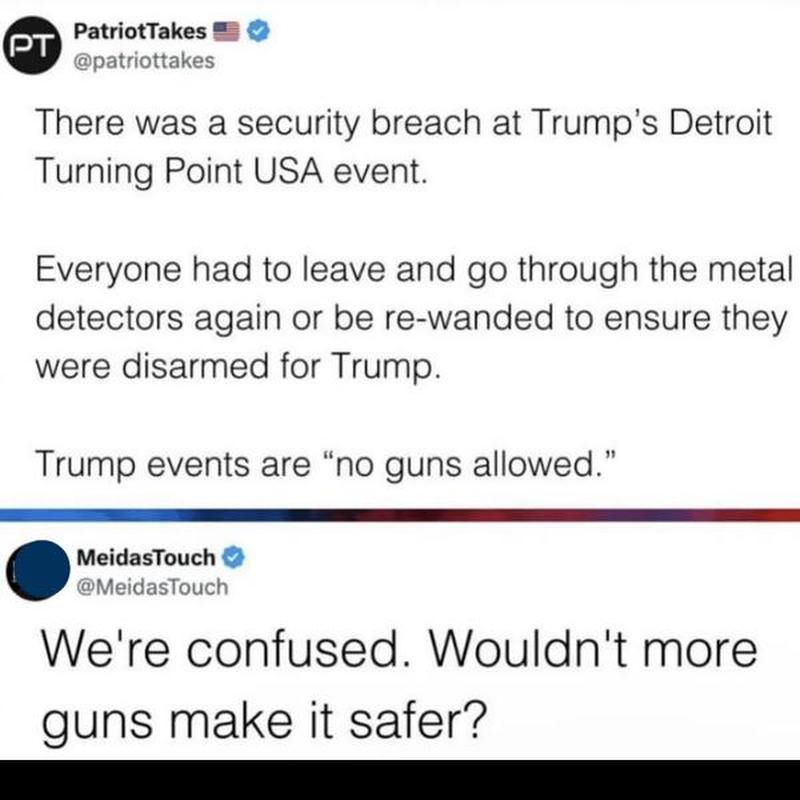 PT
PatriotTakes 🇺🇸
@patriottakes
There was a security breach at Trump’s Detroit
Turning Point USA event.
Everyone had to leave and go through the metal
detectors again or be re-wanded to ensure they
were disarmed for Trump.
Trump events are “no guns allowed.”
MeidasTouch
@MeidasTouch
We're confused. Wouldn't more
guns make it safer?